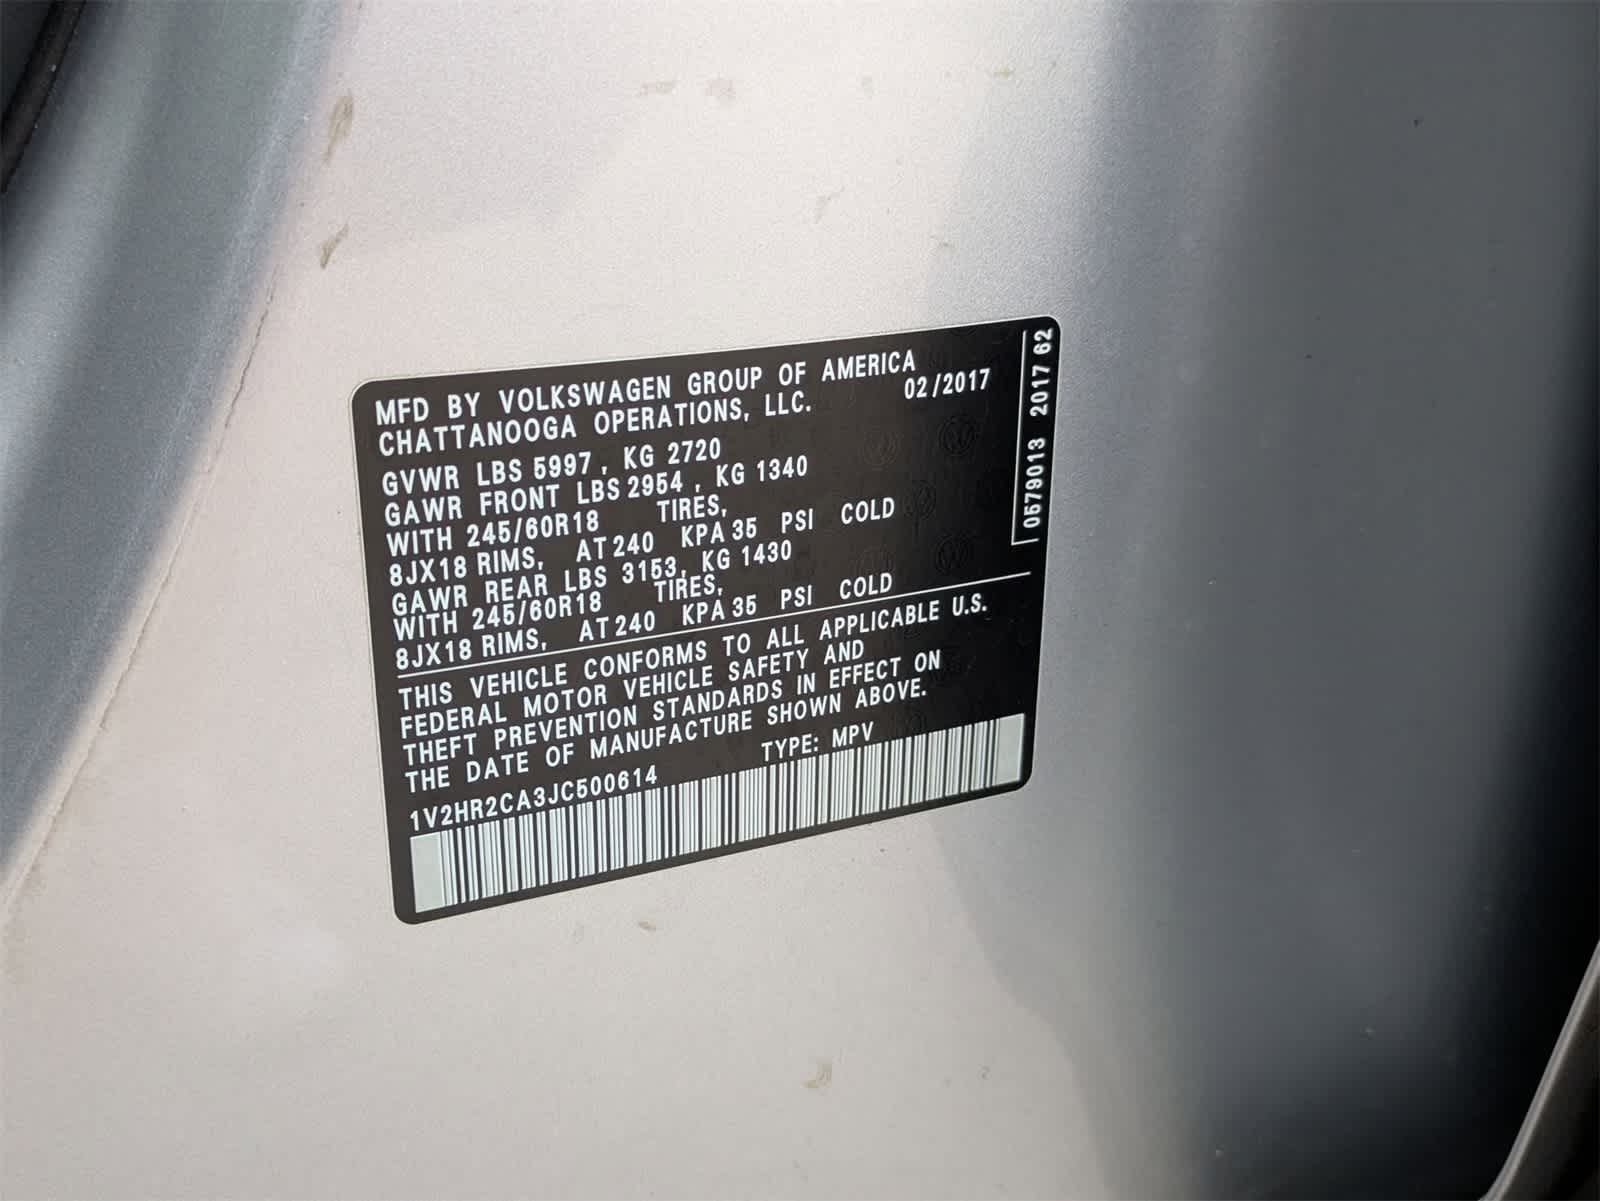 MFD BY VOLKSWAGEN GROUP OF AMERICA
CHATTANOOGA OPERATIONS, LLC. 02/2017
GVWR LBS 5997, KG 2720
GAWR FRONT LBS 2954, KG 1340
WITH 245/60R18 TIRES,
8JX18 RIMS, AT 240 KPA 35 PSI COLD
GAWR REAR LBS 3153, KG 1430
WITH 245/60R18 TIRES,
8JX18 RIMS, AT 240 KPA 35 PSI COLD
THIS VEHICLE CONFORMS TO ALL APPLICABLE U.S.
FEDERAL MOTOR VEHICLE SAFETY AND
THEFT PREVENTION STANDARDS IN EFFECT ON
THE DATE OF MANUFACTURE SHOWN ABOVE.
1V2HR2CA3JC500614 TYPE: MPV
0579013 2017 62